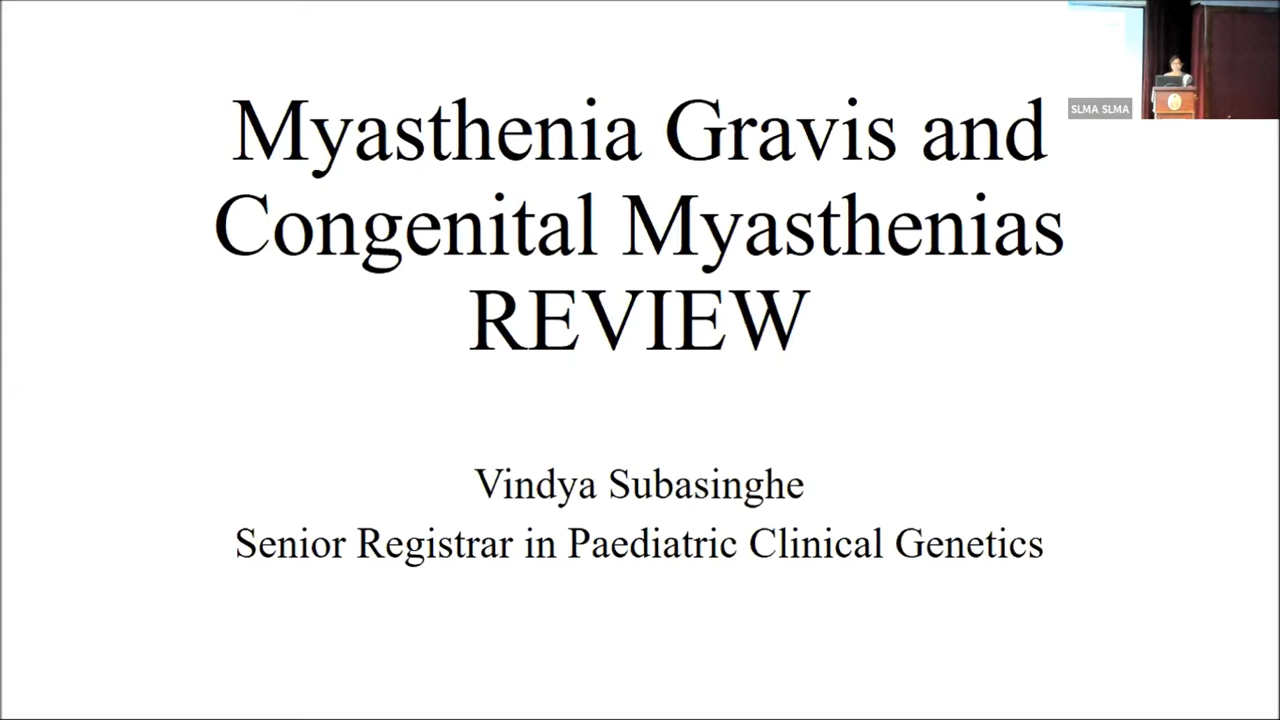 Myasthenia Gravis and
Congenital Myasthenias
REVIEW
Vindya Subasinghe
Senior Registrar in Paediatric Clinical Genetics
SLMA SLMA